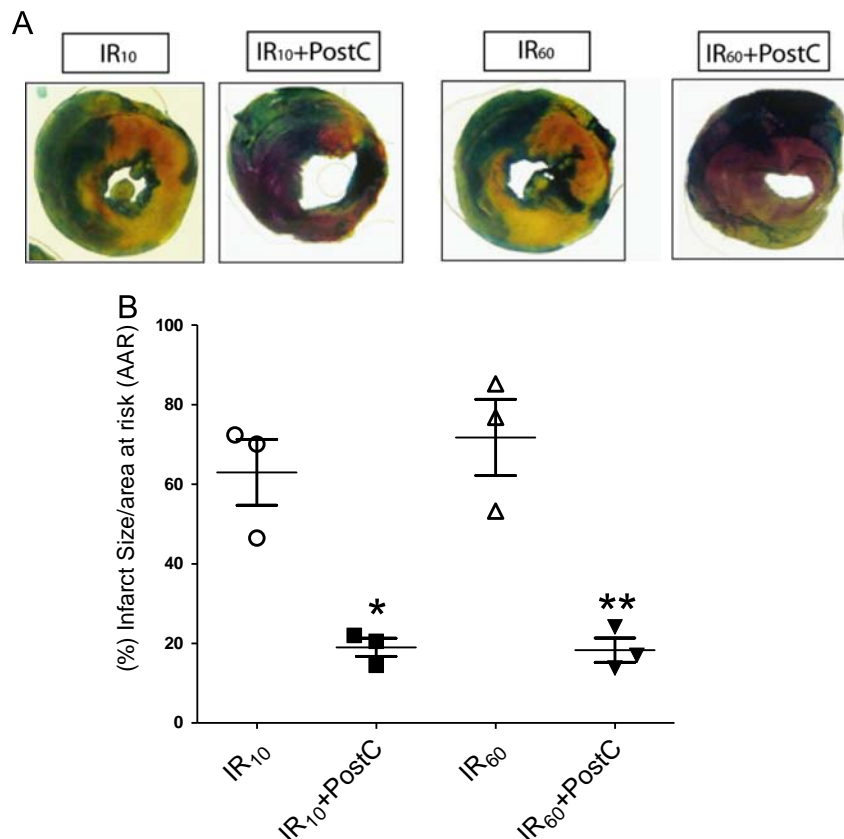 A
IR10
IR10+PostC
IR60
IR60+PostC
B
(%) Infarct Size/area at risk (AAR)
100
80
60
40
20
0
*
**
IR10
IR10+PostC
IR60
IR60+PostC